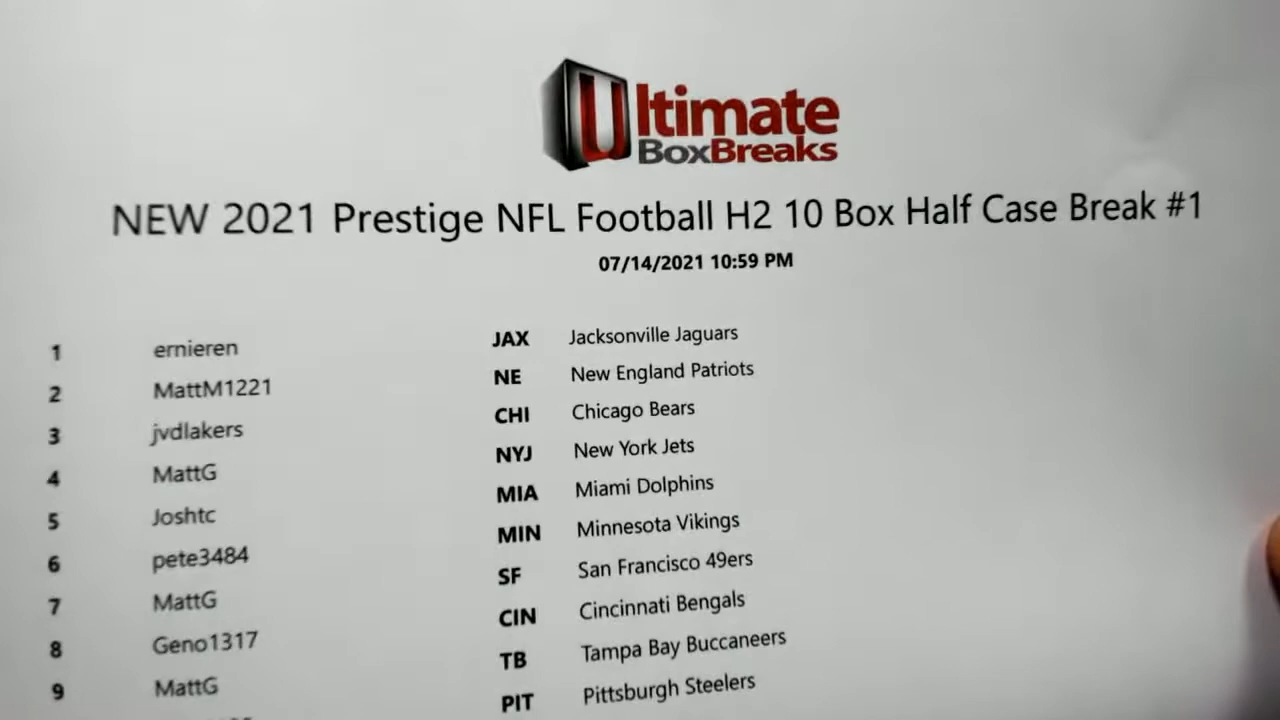 Ultimate
BoxBreaks
NEW 2021 Prestige NFL Football H2 10 Box Half Case Break #1
07/14/2021 10:59 PM
1 ernieren JAX Jacksonville Jaguars
2 MattM1221 NE New England Patriots
3 jvdlakers CHI Chicago Bears
4 MattG NYJ New York Jets
5 Joshtc MIA Miami Dolphins
6 pete3484 MIN Minnesota Vikings
7 MattG SF San Francisco 49ers
8 Geno1317 CIN Cincinnati Bengals
9 MattG TB Tampa Bay Buccaneers
PIT Pittsburgh Steelers